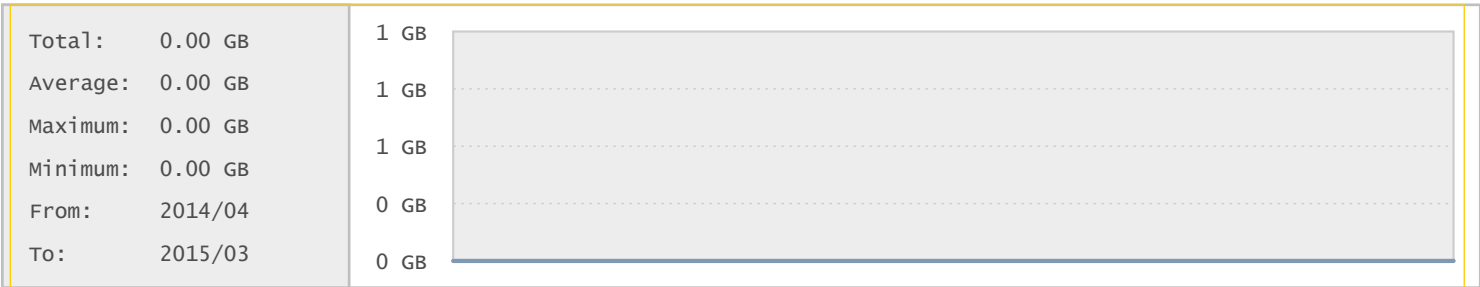 Total: 0.00 GB
Average: 0.00 GB
Maximum: 0.00 GB
Minimum: 0.00 GB
From: 2014/04
To: 2015/03
1 GB
1 GB
1 GB
0 GB
0 GB